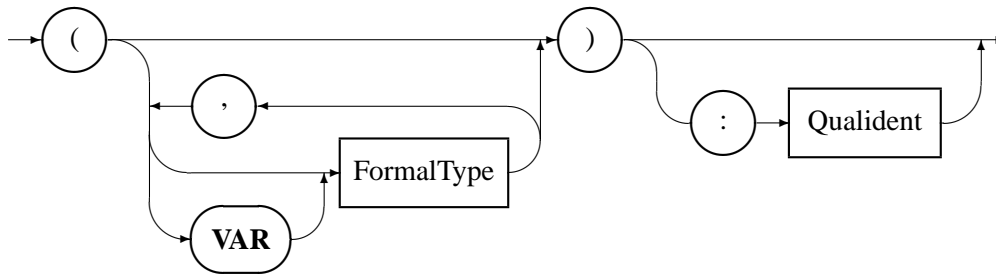 (
)
,
:
Qualident
FormalType
VAR